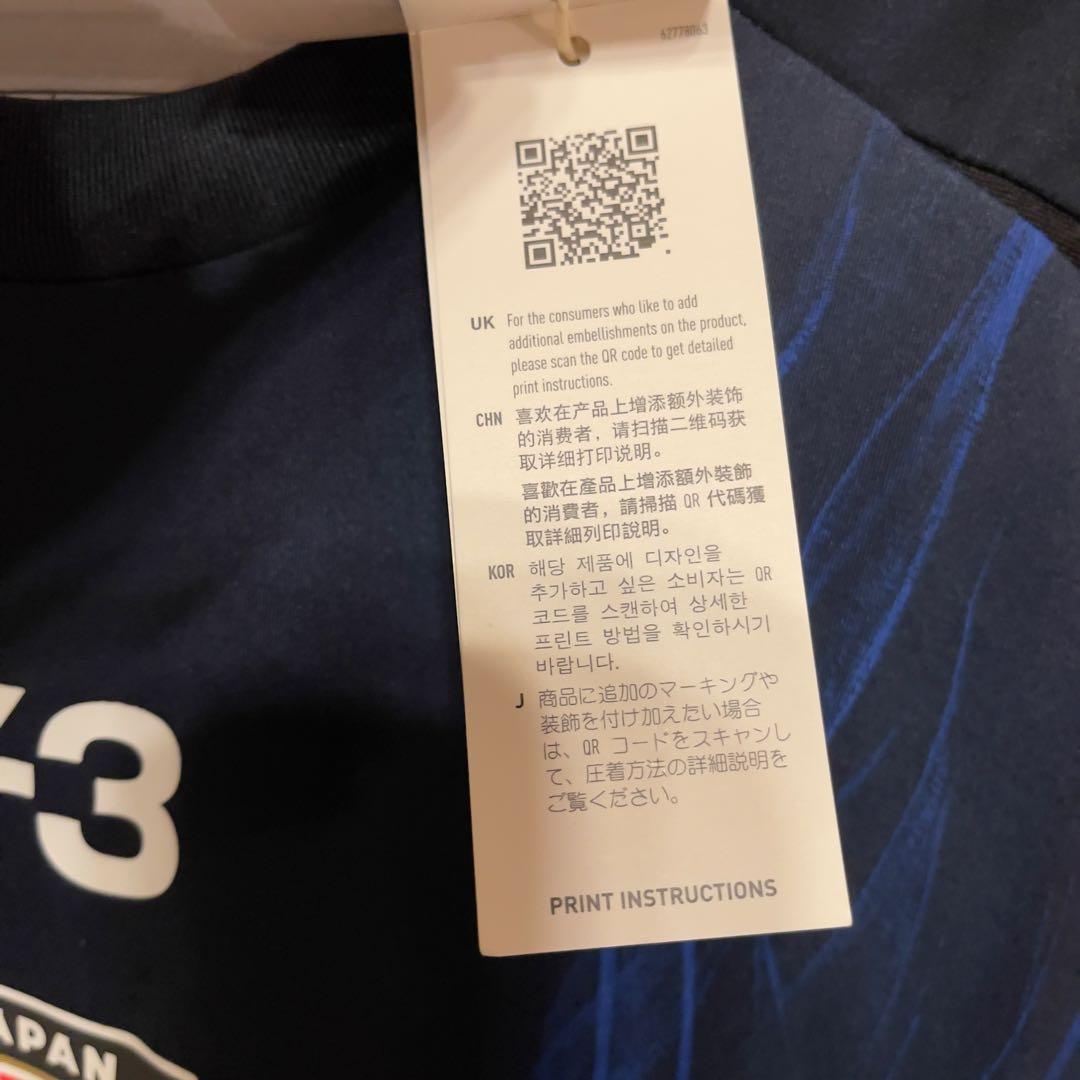 62778063
UK For the consumers who like to add
additional embellishments on the product,
please scan the QR code to get detailed
print instructions.
CHN 喜欢在产品上增添额外装饰
的消费者，请扫描二维码获
取详细打印说明。
喜歡在產品上增添額外裝飾
的消費者，請掃描 QR 代碼獲
取詳細列印說明。
KOR 해당 제품에 디자인을
추가하고 싶은 소비자는 QR
코드를 스캔하여 상세한
프린트 방법을 확인하시기
바랍니다.
J 商品に追加のマーキングや
装飾を付け加えたい場合
は、QR コードをスキャンし
て、圧着方法の詳細説明を
ご覧ください。
PRINT INSTRUCTIONS
-3
APAN